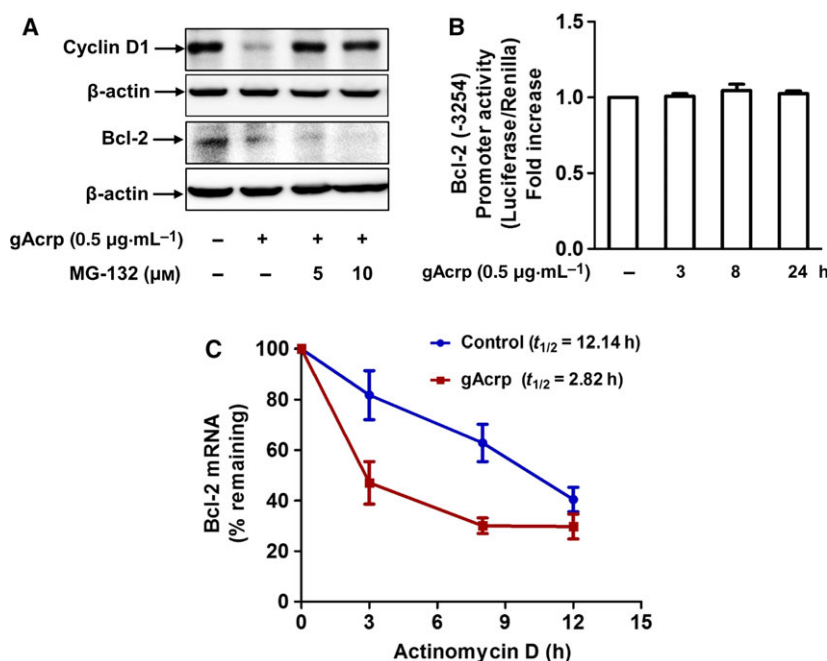 A
Cyclin D1
β-actin
Bcl-2
β-actin
gAcrp (0.5 µg·mL⁻¹) – + + +
MG-132 (µM) – – 5 10
B
Bcl-2 (-3254)
Promoter activity
(Luciferase/Renilla)
Fold increase
1.5
1.0
0.5
0.0
gAcrp (0.5 µg·mL⁻¹) – 3 8 24 h
C
Control (t1/2 = 12.14 h)
gAcrp (t1/2 = 2.82 h)
Bcl-2 mRNA
(% remaining)
100
80
60
40
20
0
0 3 6 9 12 15
Actinomycin D (h)